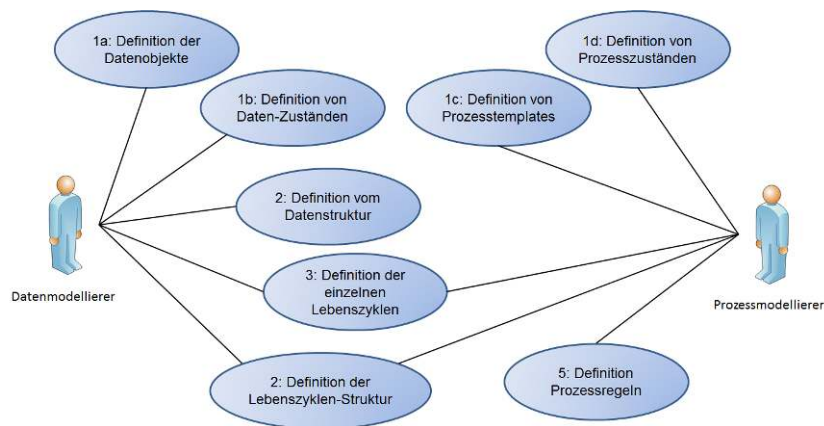 1a: Definition der
Datenobjekte
1d: Definition von
Prozesszuständen
1b: Definition von
Daten-Zuständen
1c: Definition von
Prozesstemplates
2: Definition vom
Datenstruktur
3: Definition der
einzelnen
Lebenszyklen
Datenmodellierer
Prozessmodellierer
2: Definition der
Lebenszyklen-Struktur
5: Definition
Prozessregeln